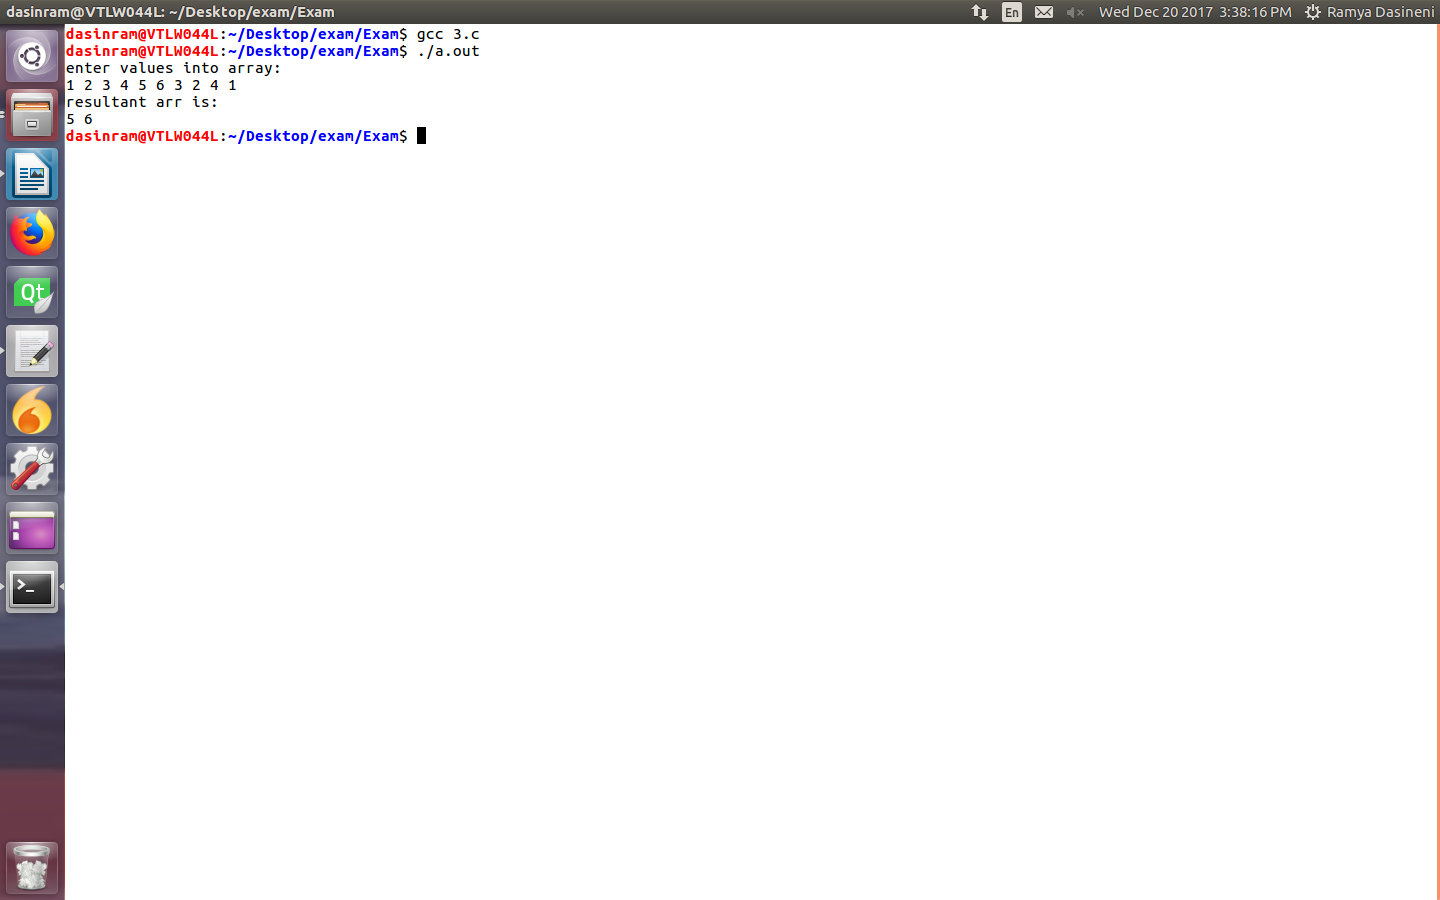 dasinram@VTLW044L: ~/Desktop/exam/Exam
En
Wed Dec 20 2017 3:38:16 PM
Ramya Dasineni
dasinram@VTLW044L:~/Desktop/exam/Exam$ gcc 3.c
dasinram@VTLW044L:~/Desktop/exam/Exam$ ./a.out
enter values into array:
1 2 3 4 5 6 3 2 4 1
resultant arr is:
5 6
dasinram@VTLW044L:~/Desktop/exam/Exam$
Qt
>_